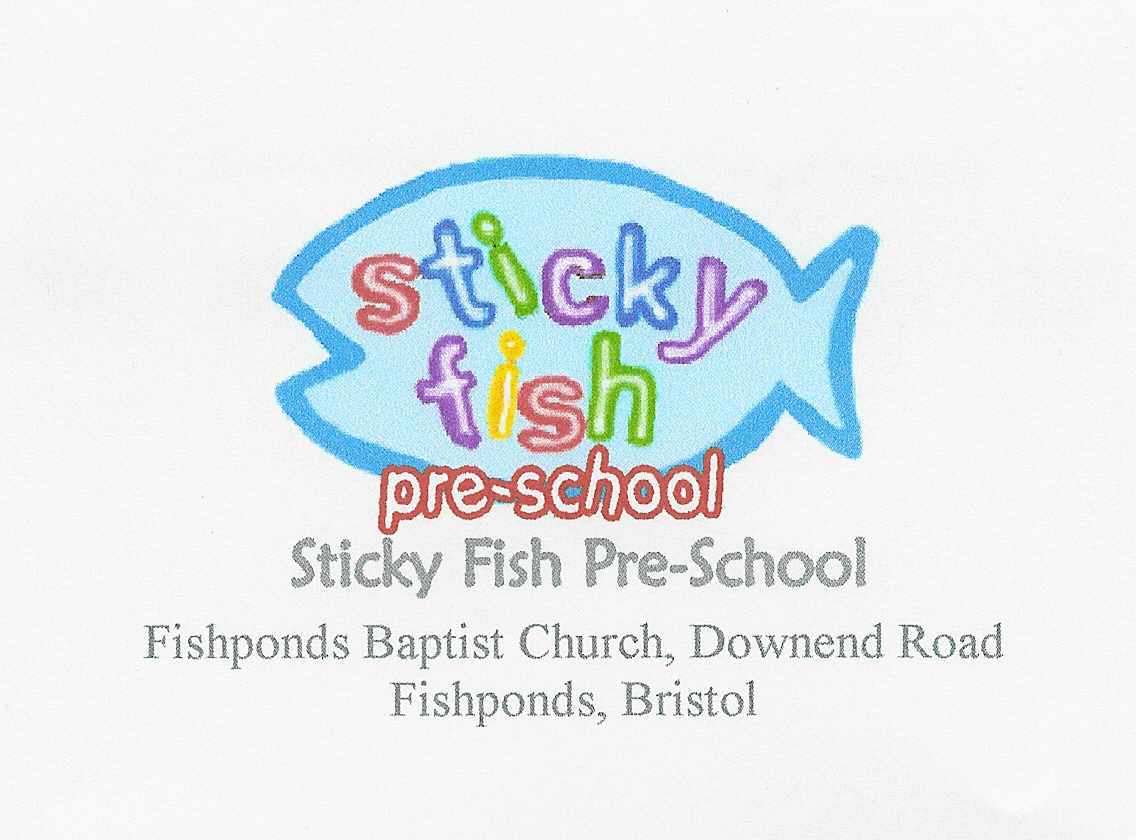 sticky
fish
pre-school
Sticky Fish Pre-School
Fishponds Baptist Church, Downend Road
Fishponds, Bristol